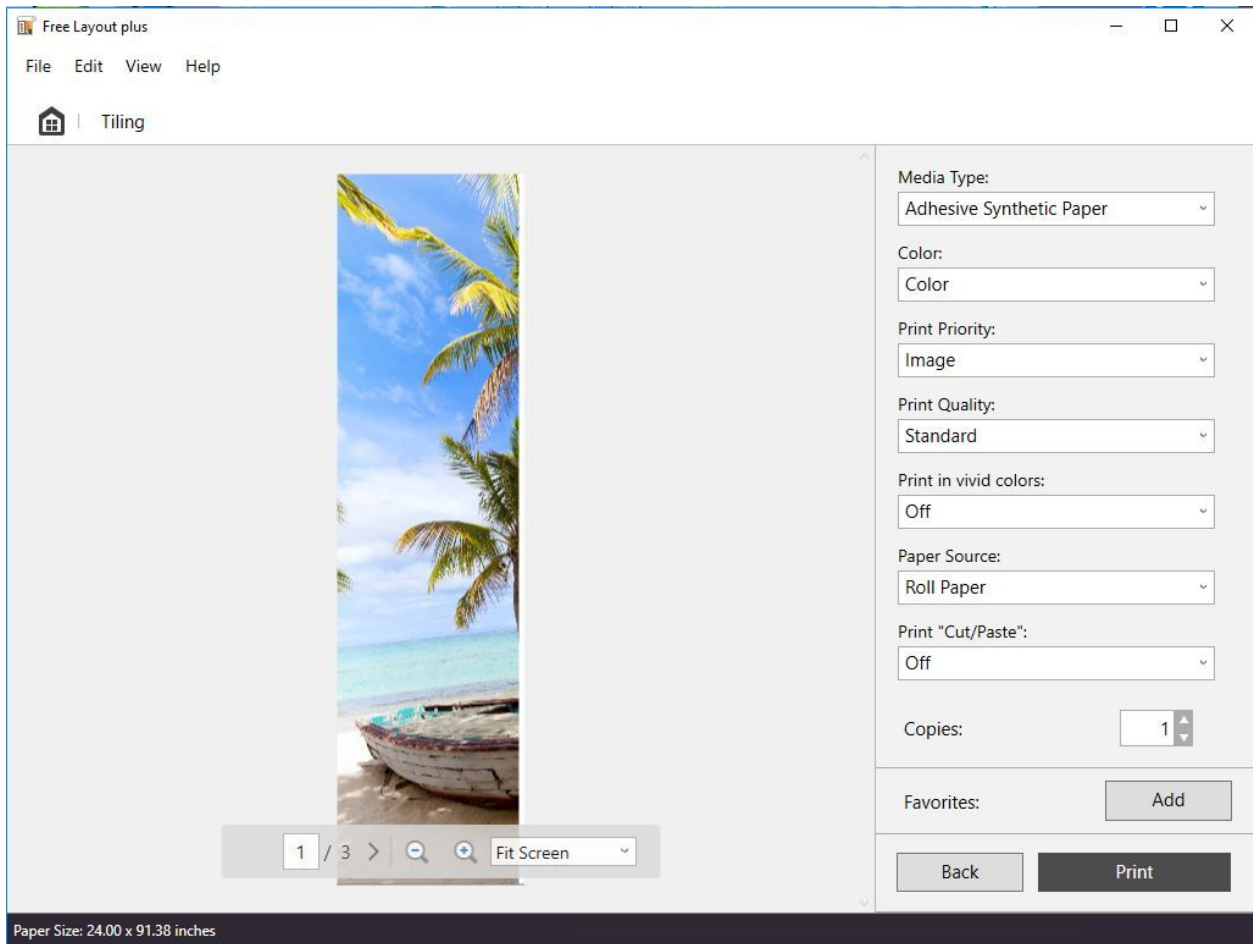 Free Layout plus
File Edit View Help
Tiling
Media Type:
Adhesive Synthetic Paper
Color:
Color
Print Priority:
Image
Print Quality:
Standard
Print in vivid colors:
Off
Paper Source:
Roll Paper
Print "Cut/Paste":
Off
Copies: 1
Favorites: Add
1 / 3 Fit Screen
Back Print
Paper Size: 24.00 x 91.38 inches